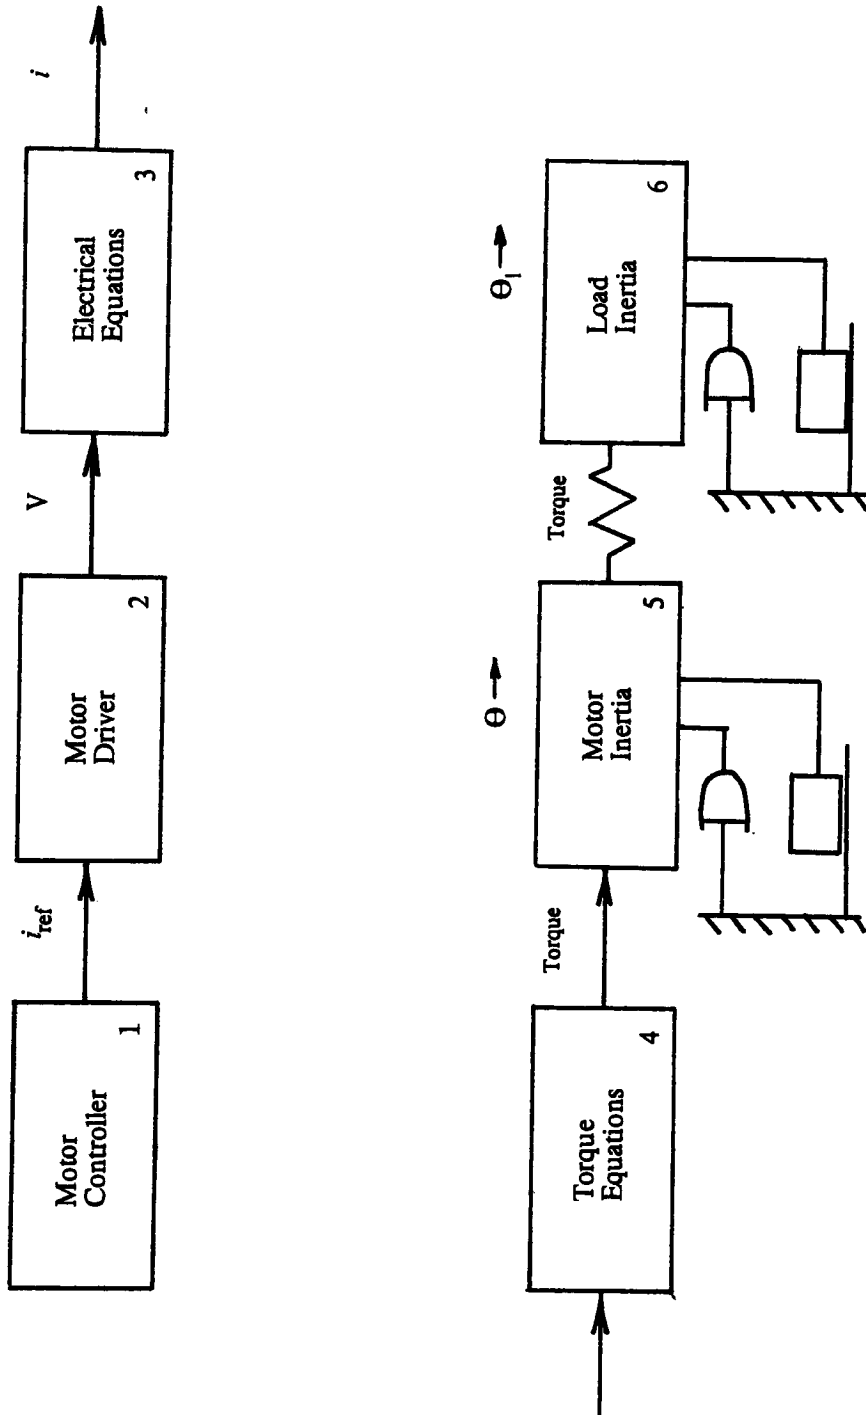 i_ref
V
i
Motor
Controller
1
Motor
Driver
2
Electrical
Equations
3
Θ →
Θ_l →
Torque
Torque
Torque
Equations
4
Motor
Inertia
5
Load
Inertia
6